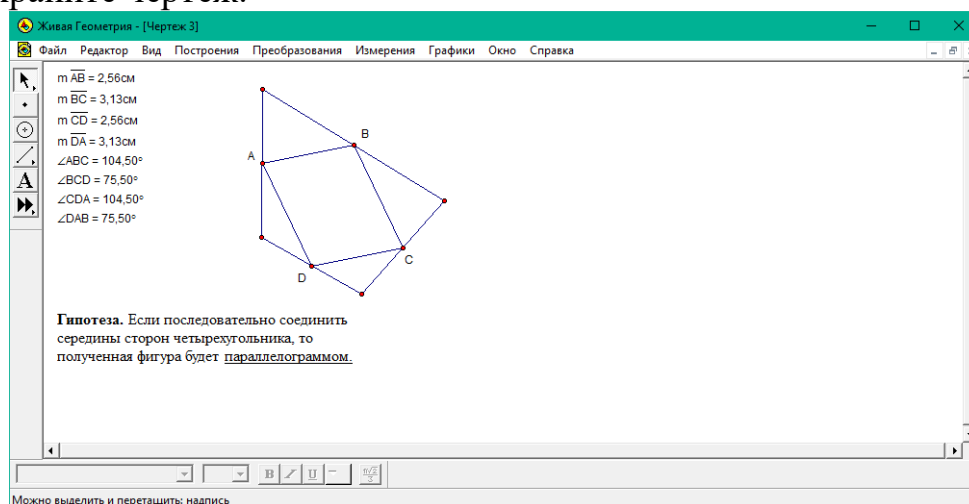 Живая Геометрия - [Чертеж 3]
Файл Редактор Вид Построения Преобразования Измерения Графики Окно Справка
m AB = 2,56см
m BC = 3,13см
m CD = 2,56см
m DA = 3,13см
∠ABC = 104,50°
∠BCD = 75,50°
∠CDA = 104,50°
∠DAB = 75,50°
B
A
C
D
Гипотеза. Если последовательно соединить
середины сторон четырехугольника, то
полученная фигура будет параллелограммом.
Можно выделить и перетащить: надпись